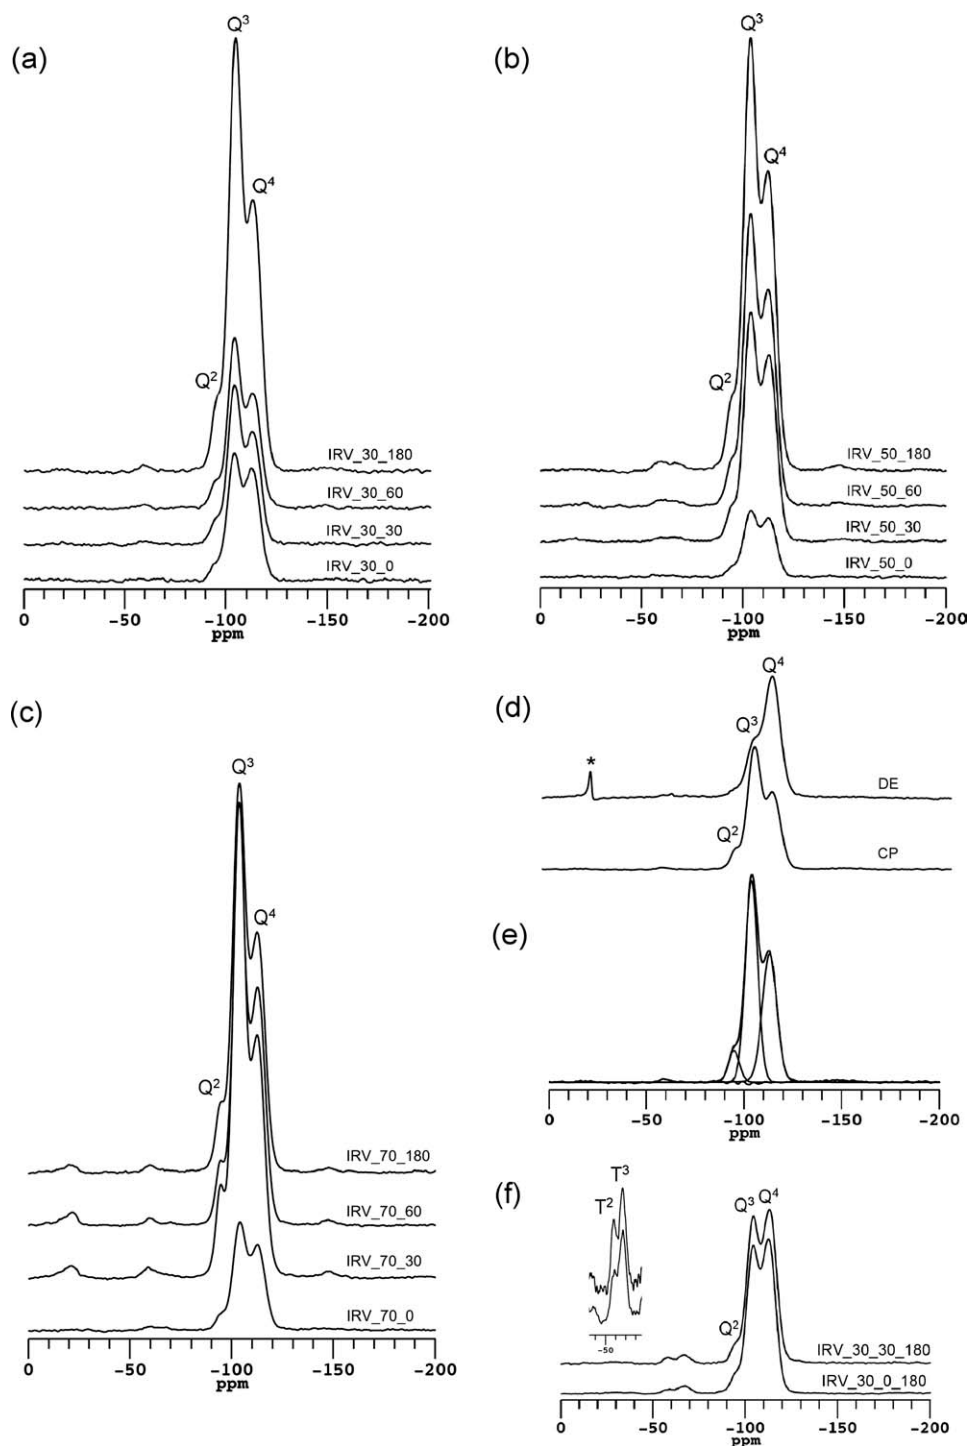 (a)
Q³
Q⁴
Q²
IRV_30_180
IRV_30_60
IRV_30_30
IRV_30_0
0 -50 -100 -150 -200
ppm
(b)
Q³
Q⁴
Q²
IRV_50_180
IRV_50_60
IRV_50_30
IRV_50_0
0 -50 -100 -150 -200
ppm
(c)
Q³
Q⁴
Q²
IRV_70_180
IRV_70_60
IRV_70_30
IRV_70_0
0 -50 -100 -150 -200
ppm
(d)
Q⁴
Q³
*
DE
Q²
CP
(e)
0 -50 -100 -150 -200
ppm
(f)
T³
T²
-50
Q³ Q⁴
Q²
IRV_30_30_180
IRV_30_0_180
0 -50 -100 -150 -200
ppm